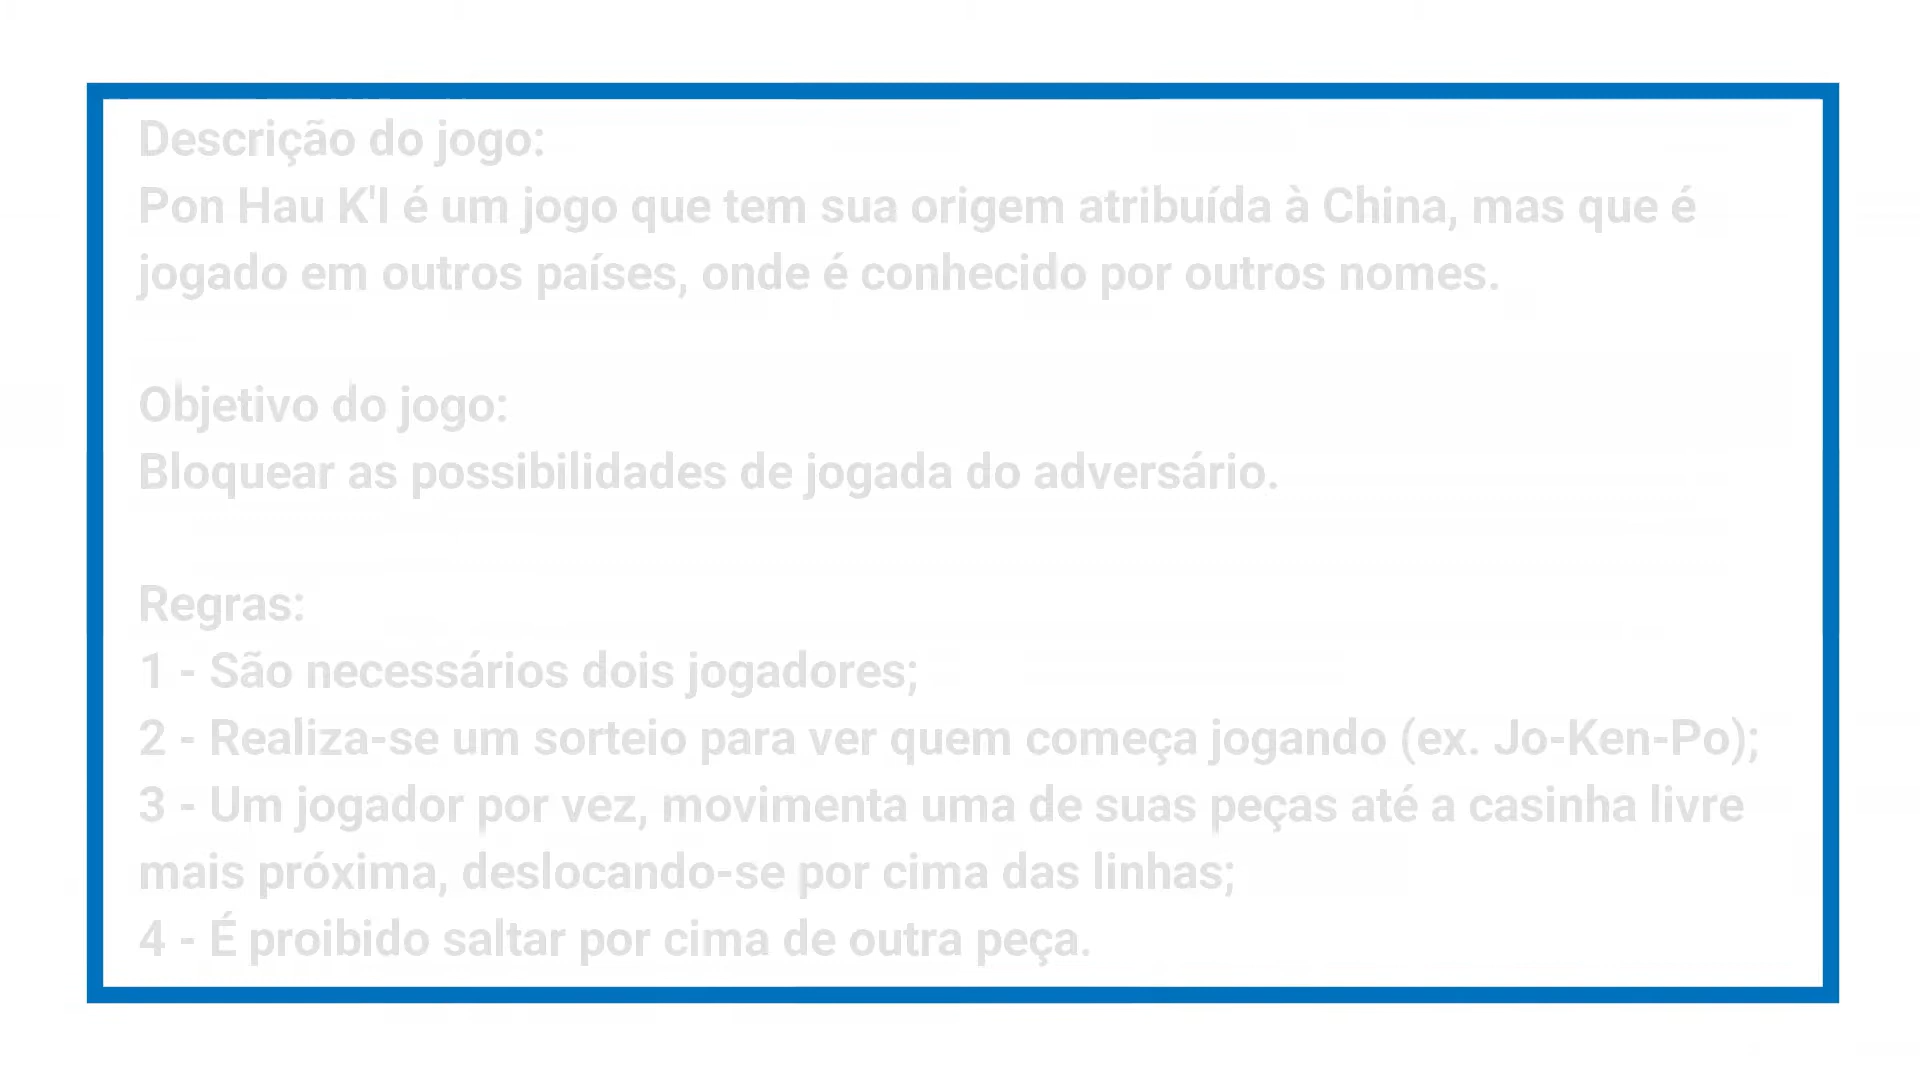 Descrição do jogo:
Pon Hau K'I é um jogo que tem sua origem atribuída à China, mas que é
jogado em outros países, onde é conhecido por outros nomes.
Objetivo do jogo:
Bloquear as possibilidades de jogada do adversário.
Regras:
1 - São necessários dois jogadores;
2 - Realiza-se um sorteio para ver quem começa jogando (ex. Jo-Ken-Po);
3 - Um jogador por vez, movimenta uma de suas peças até a casinha livre
mais próxima, deslocando-se por cima das linhas;
4 - É proibido saltar por cima de outra peça.